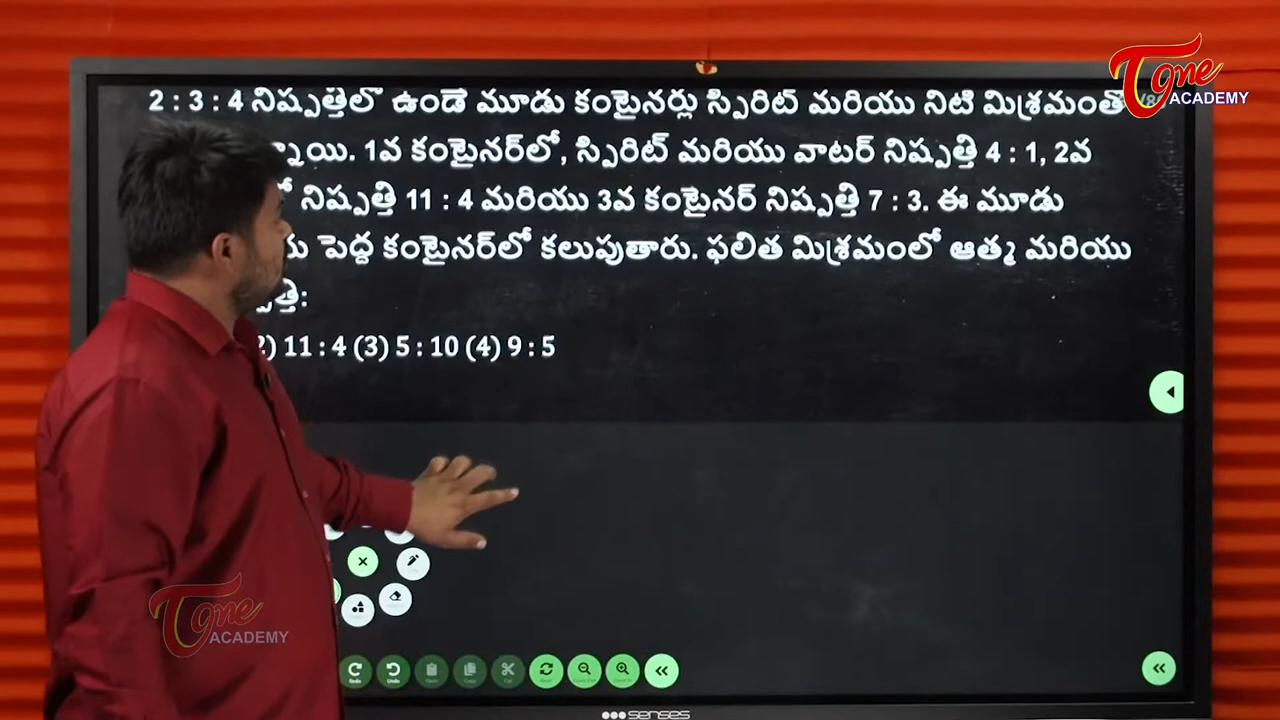 2 : 3 : 4 నిష్పత్తిలో ఉండే మూడు కంటైనర్లు స్పిరిట్ మరియు నీటి మిశ్రమంతో
న్నాయి. 1వ కంటైనర్‌లో, స్పిరిట్ మరియు వాటర్ నిష్పత్తి 4 : 1, 2వ
నిష్పత్తి 11 : 4 మరియు 3వ కంటైనర్ నిష్పత్తి 7 : 3. ఈ మూడు
పెద్ద కంటైనర్‌లో కలుపుతారు. ఫలిత మిశ్రమంలో ఆత్మ మరియు
2) 11 : 4 (3) 5 : 10 (4) 9 : 5
Tone ACADEMY
Tone ACADEMY
Redo Undo
senses